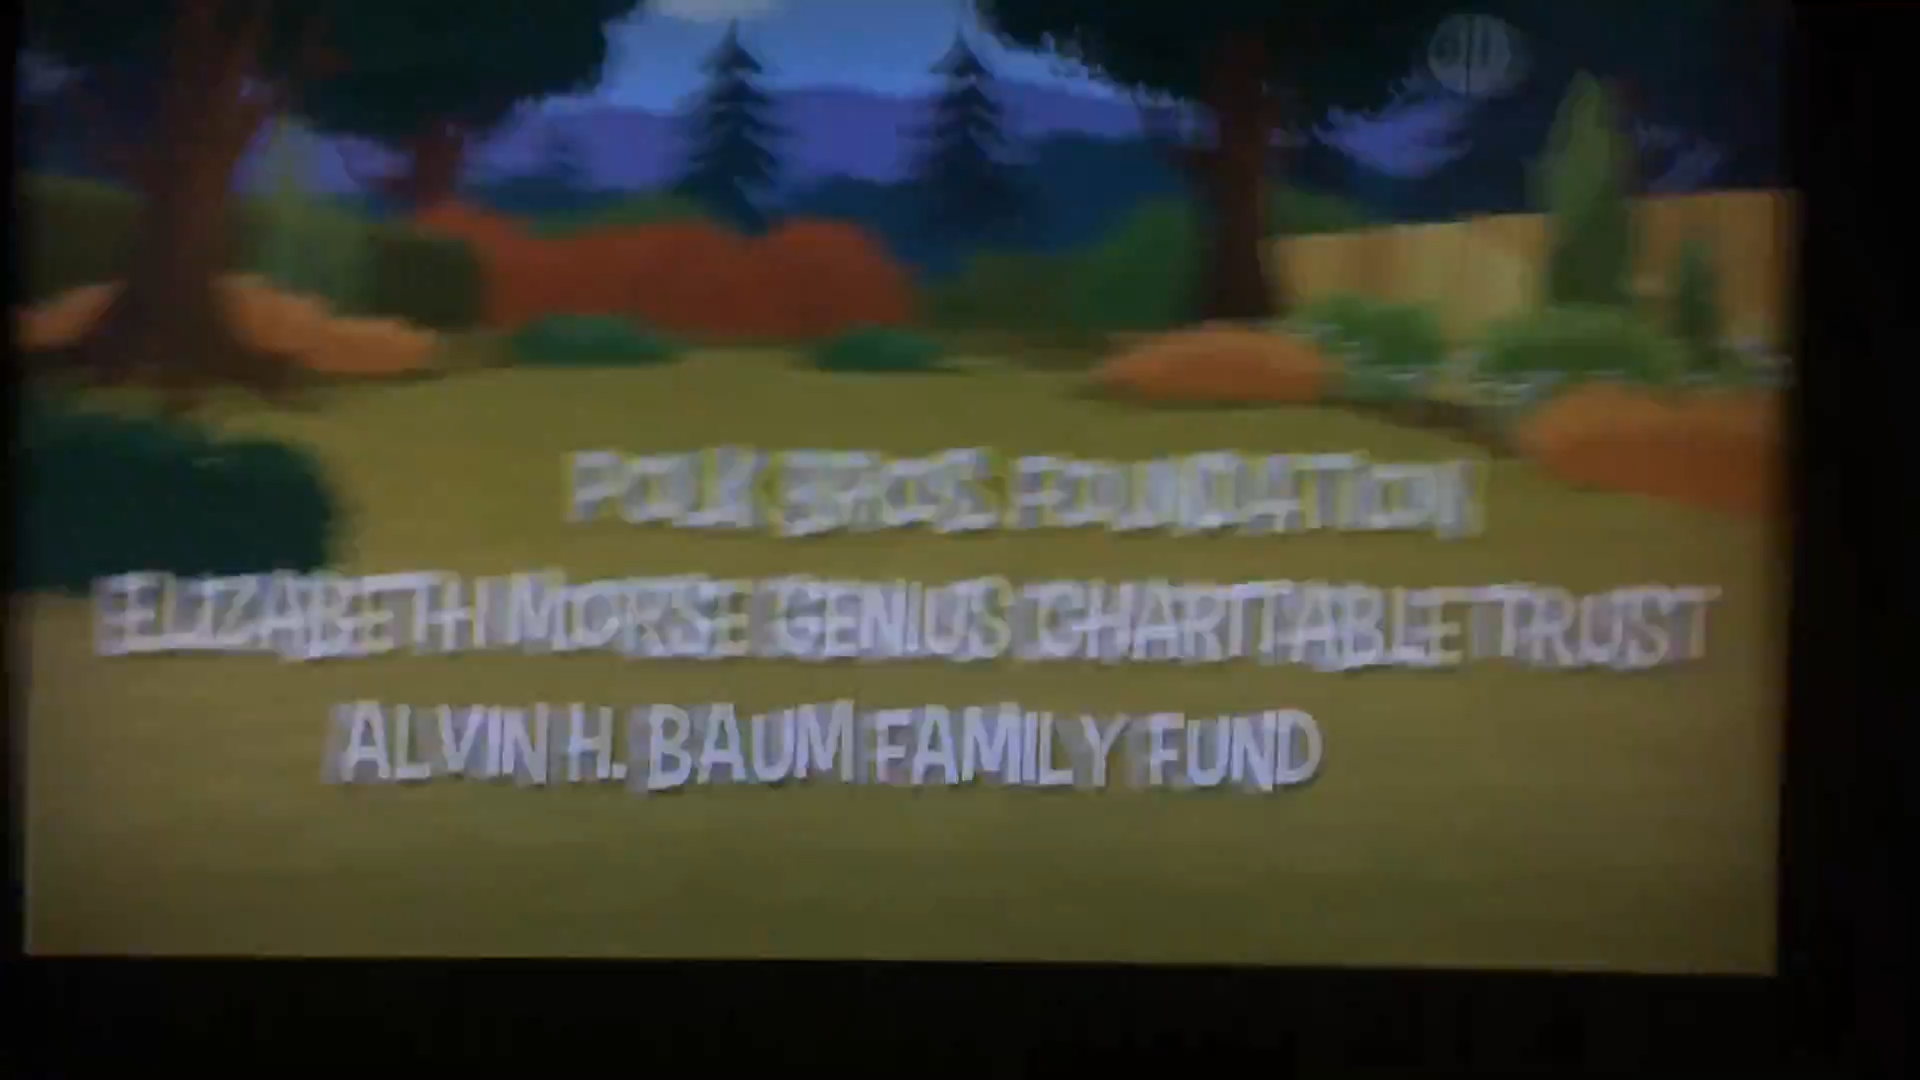 POLK BROS. FOUNDATION
ELIZABETH MORSE GENIUS CHARITABLE TRUST
ALVIN H. BAUM FAMILY FUND